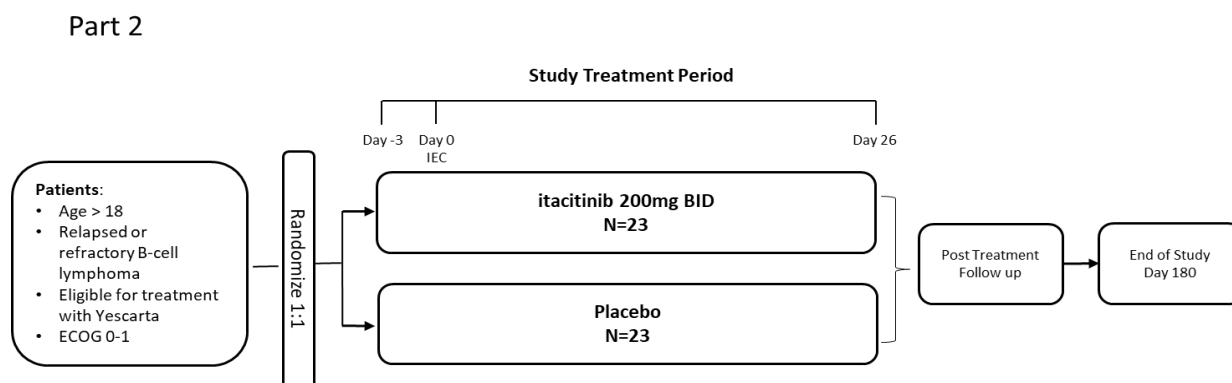 Part 2
Study Treatment Period
Day -3
Day 0
IEC
Day 26
Patients:
• Age > 18
• Relapsed or
refractory B-cell
lymphoma
• Eligible for treatment
with Yescarta
• ECOG 0-1
Randomize 1:1
itacitinib 200mg BID
N=23
Placebo
N=23
Post Treatment
Follow up
End of Study
Day 180